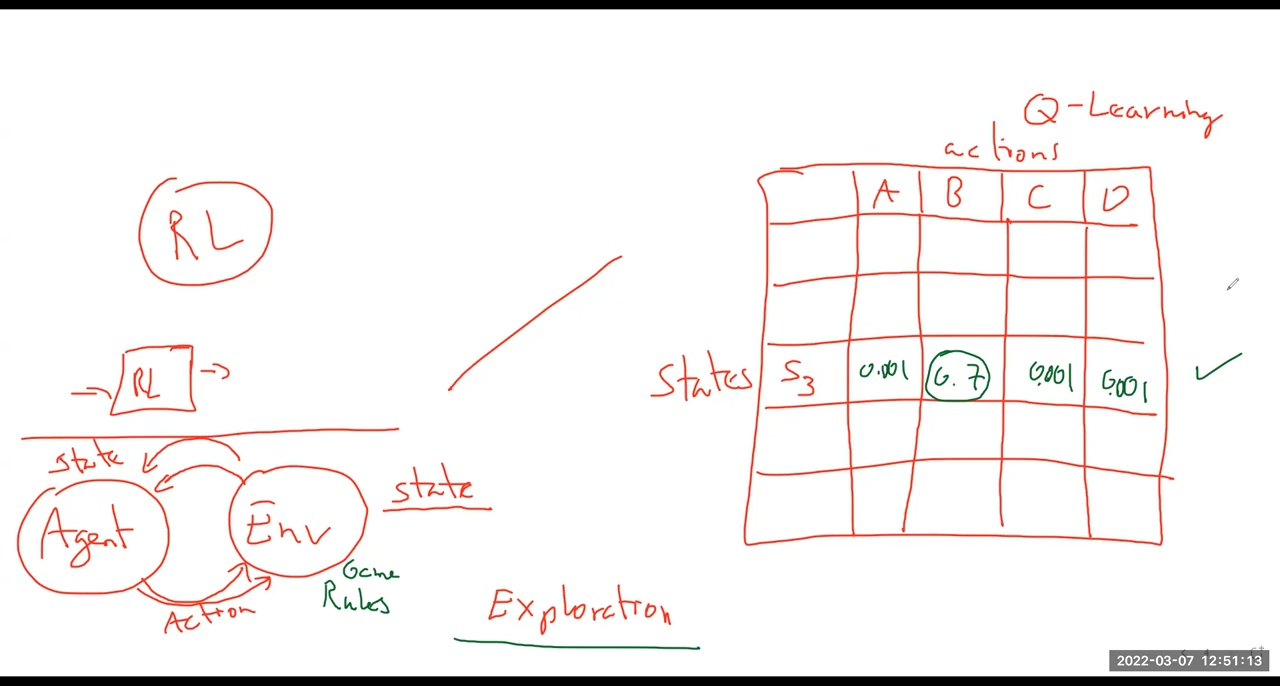 RL
RL
State
Agent
Env
state
Game
Rules
Action
Exploration
Q-Learning
actions
A B C D
States S3 0.001 0.7 0.001 0.001
2022-03-07 12:51:13